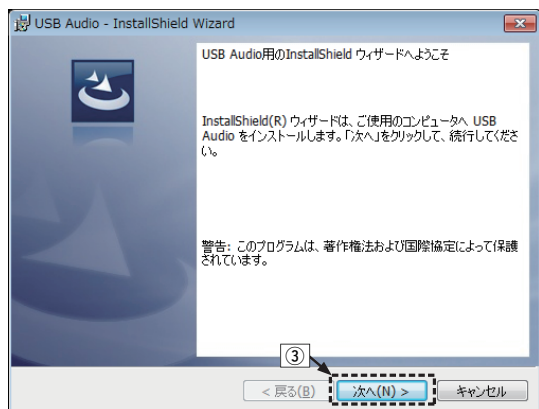 USB Audio - InstallShield Wizard
USB Audio用のInstallShield ウィザードへようこそ
InstallShield(R) ウィザードは、ご使用のコンピュータへ USB
Audio をインストールします。「次へ」をクリックして、続行してくださ
い。
警告: このプログラムは、著作権法および国際協定によって保護
されています。
③
< 戻る(B)
次へ(N) >
キャンセル